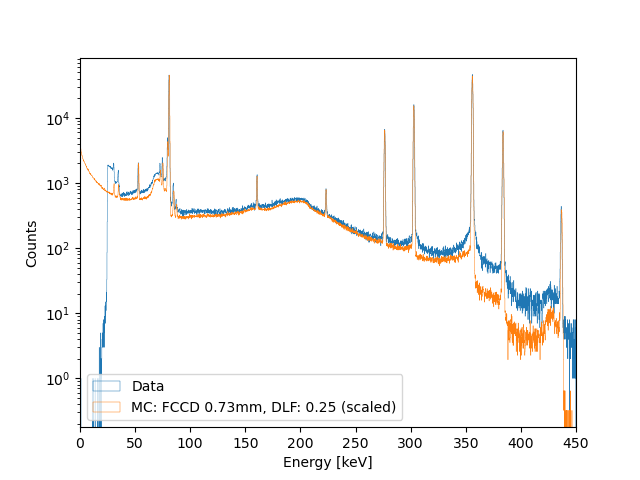 10⁴
10³
10²
10¹
10⁰
Counts
Data
MC: FCCD 0.73mm, DLF: 0.25 (scaled)
0 50 100 150 200 250 300 350 400 450
Energy [keV]